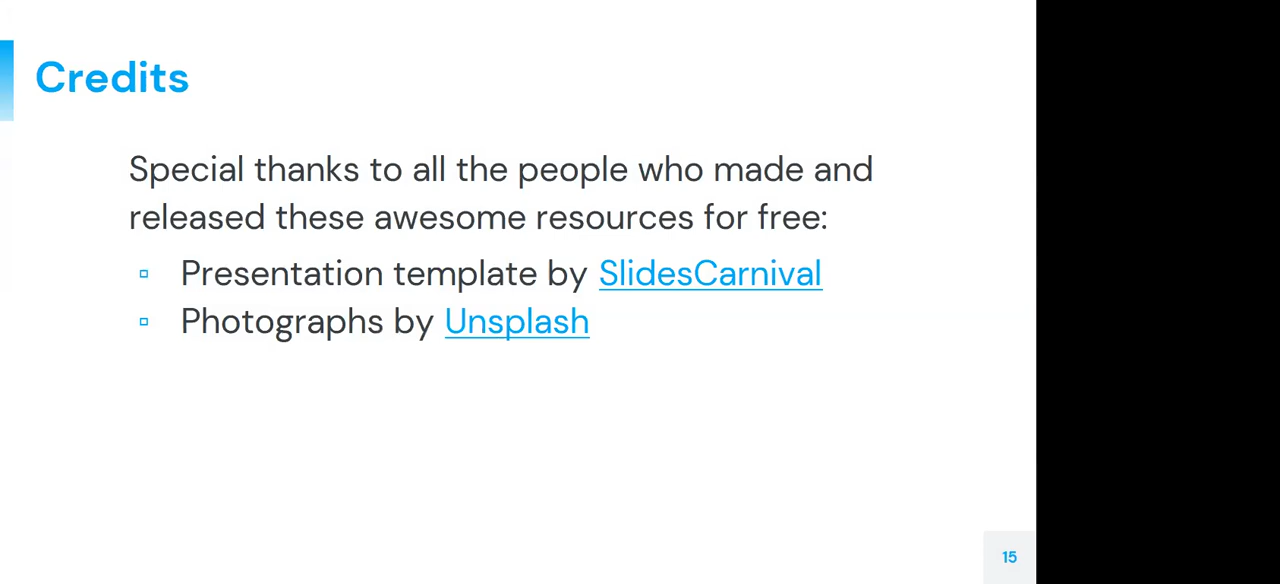 Credits
Special thanks to all the people who made and
released these awesome resources for free:
▫ Presentation template by SlidesCarnival
▫ Photographs by Unsplash
15